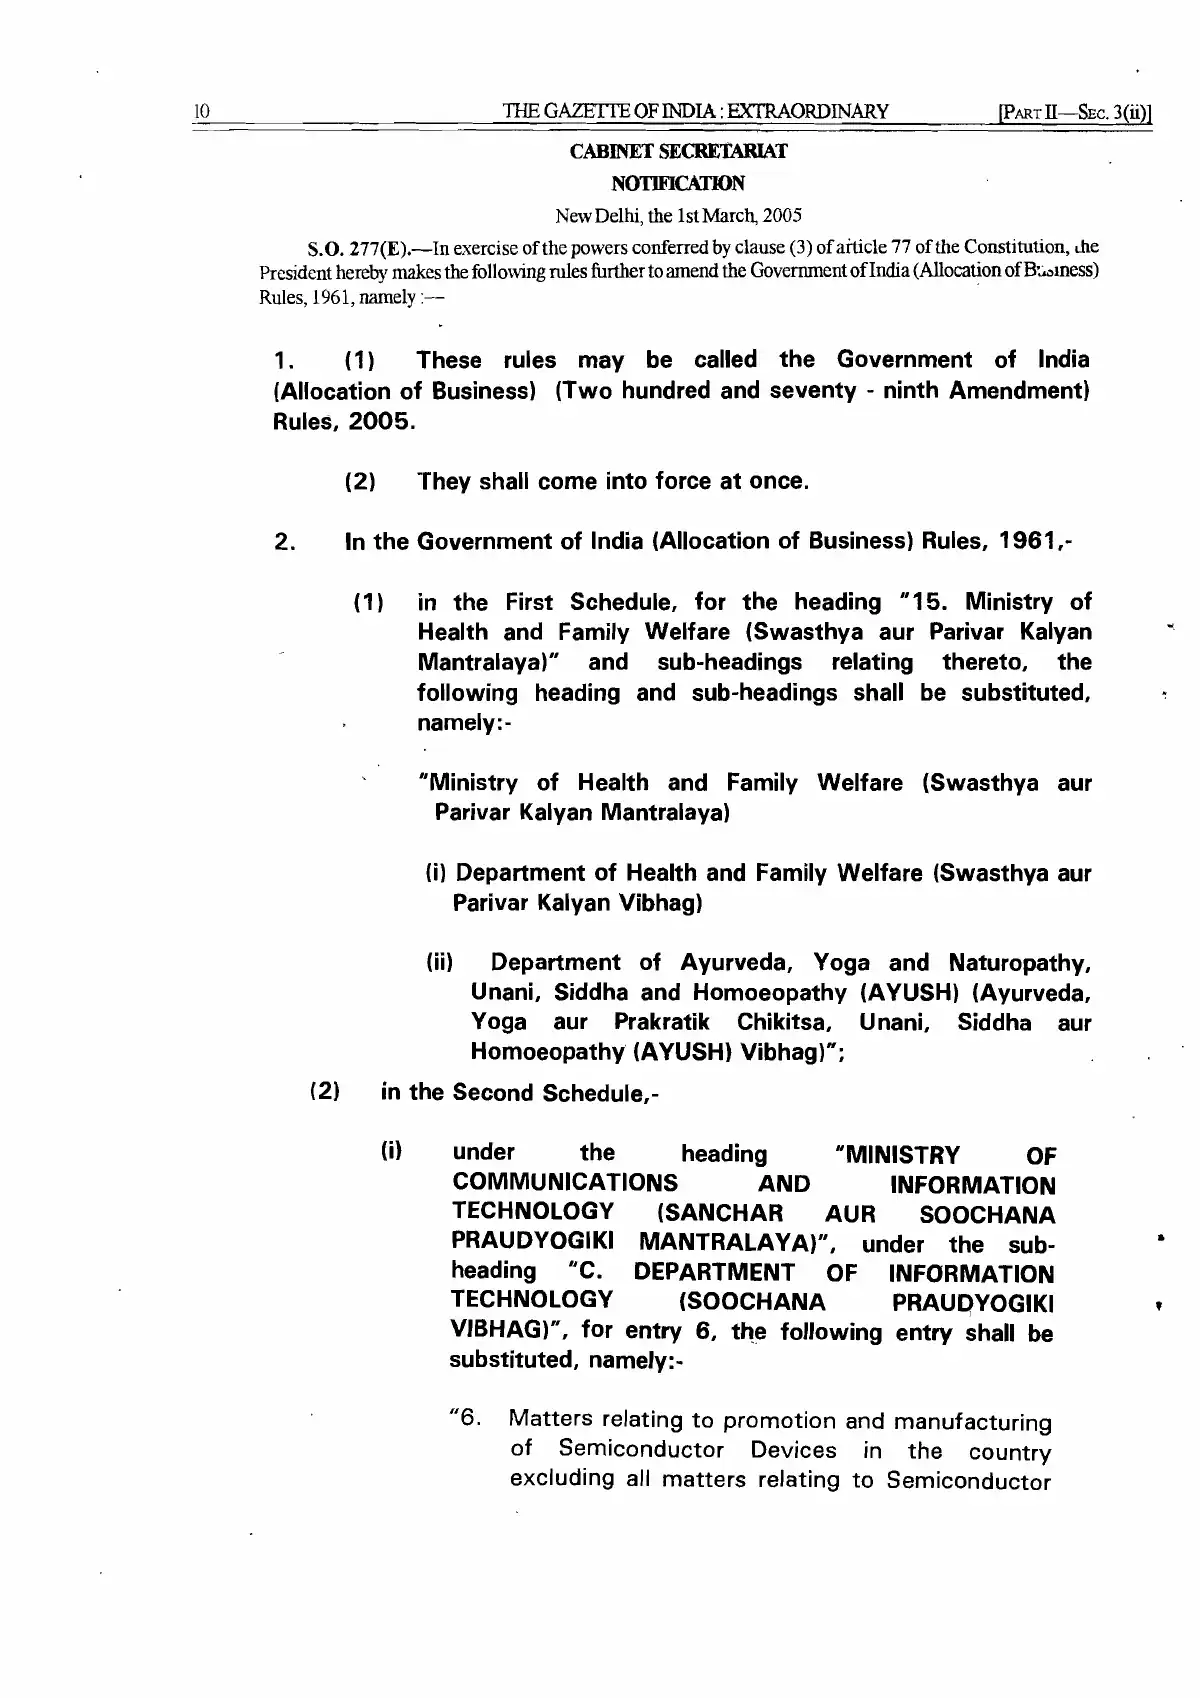 10 THE GAZETTE OF INDIA : EXTRAORDINARY [PART II—SEC. 3(ii)]
CABINET SECRETARIAT
NOTIFICATION
New Delhi, the 1st March, 2005
S.O. 277(E).—In exercise of the powers conferred by clause (3) of article 77 of the Constitution, the
President hereby makes the following rules further to amend the Government of India (Allocation of Business)
Rules, 1961, namely :—
1. (1) These rules may be called the Government of India
(Allocation of Business) (Two hundred and seventy - ninth Amendment)
Rules, 2005.
(2) They shall come into force at once.
2. In the Government of India (Allocation of Business) Rules, 1961,-
(1) in the First Schedule, for the heading "15. Ministry of
Health and Family Welfare (Swasthya aur Parivar Kalyan
Mantralaya)" and sub-headings relating thereto, the
following heading and sub-headings shall be substituted,
namely:-
"Ministry of Health and Family Welfare (Swasthya aur
Parivar Kalyan Mantralaya)
(i) Department of Health and Family Welfare (Swasthya aur
Parivar Kalyan Vibhag)
(ii) Department of Ayurveda, Yoga and Naturopathy,
Unani, Siddha and Homoeopathy (AYUSH) (Ayurveda,
Yoga aur Prakratik Chikitsa, Unani, Siddha aur
Homoeopathy (AYUSH) Vibhag)";
(2) in the Second Schedule,-
(i) under the heading "MINISTRY OF
COMMUNICATIONS AND INFORMATION
TECHNOLOGY (SANCHAR AUR SOOCHANA
PRAUDYOGIKI MANTRALAYA)", under the sub-
heading "C. DEPARTMENT OF INFORMATION
TECHNOLOGY (SOOCHANA PRAUDYOGIKI
VIBHAG)", for entry 6, the following entry shall be
substituted, namely:-
"6. Matters relating to promotion and manufacturing
of Semiconductor Devices in the country
excluding all matters relating to Semiconductor